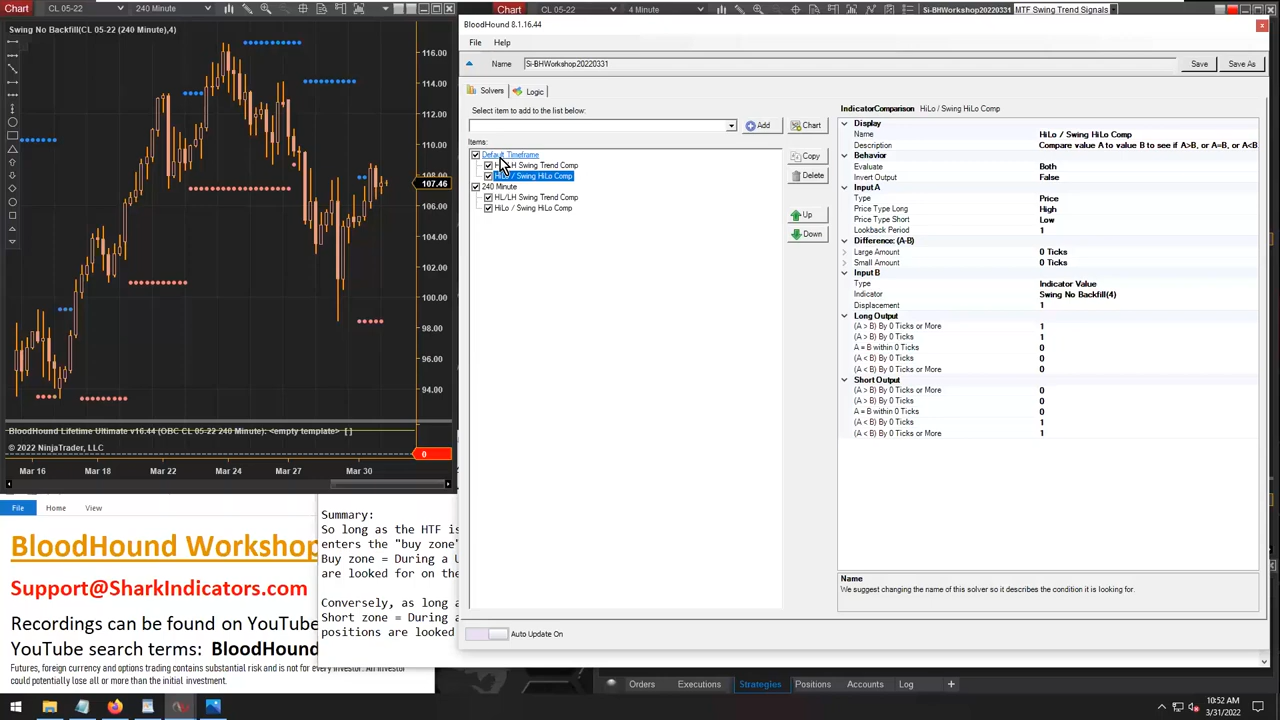 Chart
CL 05-22
240 Minute
Chart
CL 05-22
4 Minute
Si-BHWorkshop20220331
MTF Swing Trend Signals
Swing No Backfill(CL 05-22 (240 Minute),4)
116.00
114.00
112.00
110.00
108.00
107.46
106.00
104.00
102.00
100.00
98.00
96.00
94.00
BloodHound Lifetime Ultimate v16.44 (OBC CL 05-22 240 Minute): <empty template> [ ]
© 2022 NinjaTrader, LLC
0
Mar 16
Mar 18
Mar 22
Mar 24
Mar 27
Mar 30
BloodHound 8.1.16.44
File
Help
Name
Si-BHWorkshop20220331
Save
Save As
Solvers
Logic
Select item to add to the list below:
Add
Chart
Items:
Default Timeframe
LH Swing Trend Comp
HiLo / Swing HiLo Comp
240 Minute
HL/LH Swing Trend Comp
HiLo / Swing HiLo Comp
Copy
Delete
Up
Down
Auto Update On
IndicatorComparison HiLo / Swing HiLo Comp
Display
Name HiLo / Swing HiLo Comp
Description Compare value A to value B to see if A>B, or A=B, or A<B.
Behavior
Evaluate Both
Invert Output False
Input A
Type Price
Price Type Long High
Price Type Short Low
Lookback Period 1
Difference: (A-B)
Large Amount 0 Ticks
Small Amount 0 Ticks
Input B
Type Indicator Value
Indicator Swing No Backfill(4)
Displacement 1
Long Output
(A > B) By 0 Ticks or More 1
(A > B) By 0 Ticks 1
A = B within 0 Ticks 0
(A < B) By 0 Ticks 0
(A < B) By 0 Ticks or More 0
Short Output
(A > B) By 0 Ticks or More 0
(A > B) By 0 Ticks 0
A = B within 0 Ticks 0
(A < B) By 0 Ticks 1
(A < B) By 0 Ticks or More 1
Name
We suggest changing the name of this solver so it describes the condition it is looking for.
File
Home
View
BloodHound Workshop
Support@SharkIndicators.com
Recordings can be found on YouTube
YouTube search terms: BloodHound
Futures, foreign currency and options trading contains substantial risk and is not for every investor. An investor
could potentially lose all or more than the initial investment.
Summary:
So long as the HTF is
enters the "buy zone"
Buy zone = During a U
are looked for on the
Conversely, as long a
Short zone = During a
positions are looked
Orders
Executions
Strategies
Positions
Accounts
Log
+
10:52 AM
3/31/2022